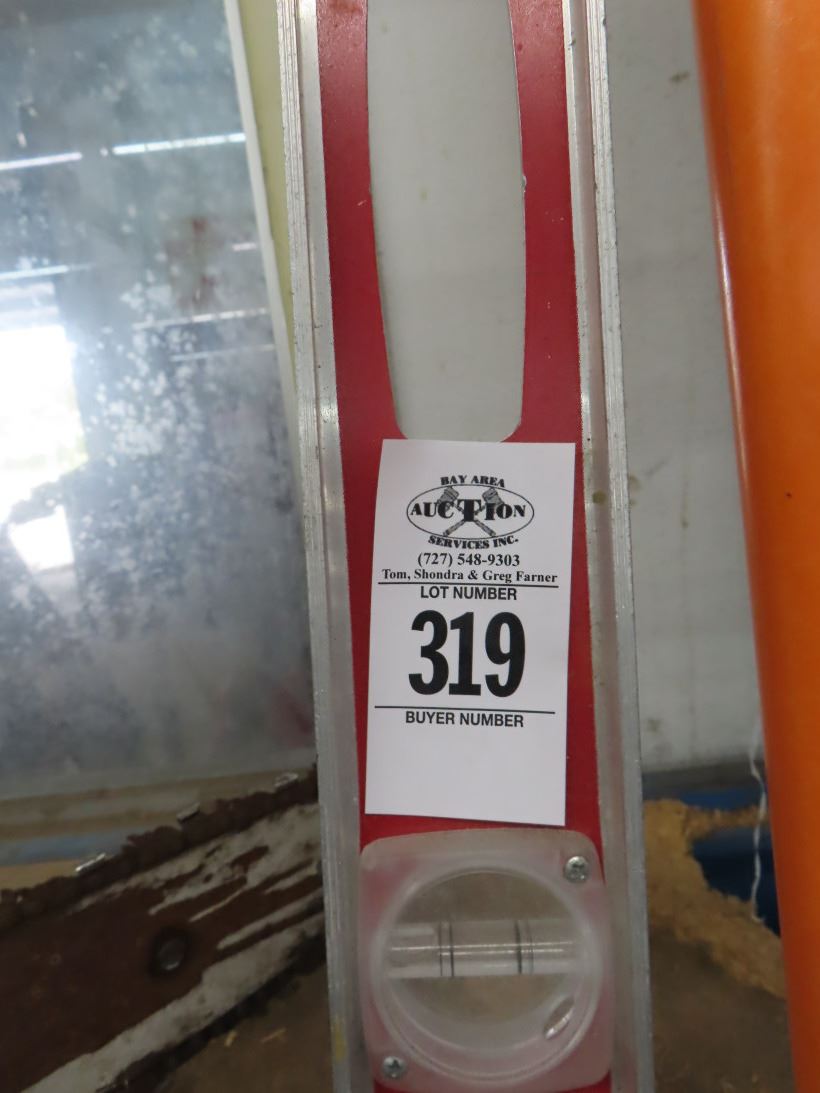 BAY AREA
AUCTION
SERVICES INC.
(727) 548-9303
Tom, Shondra & Greg Farner
LOT NUMBER
319
BUYER NUMBER